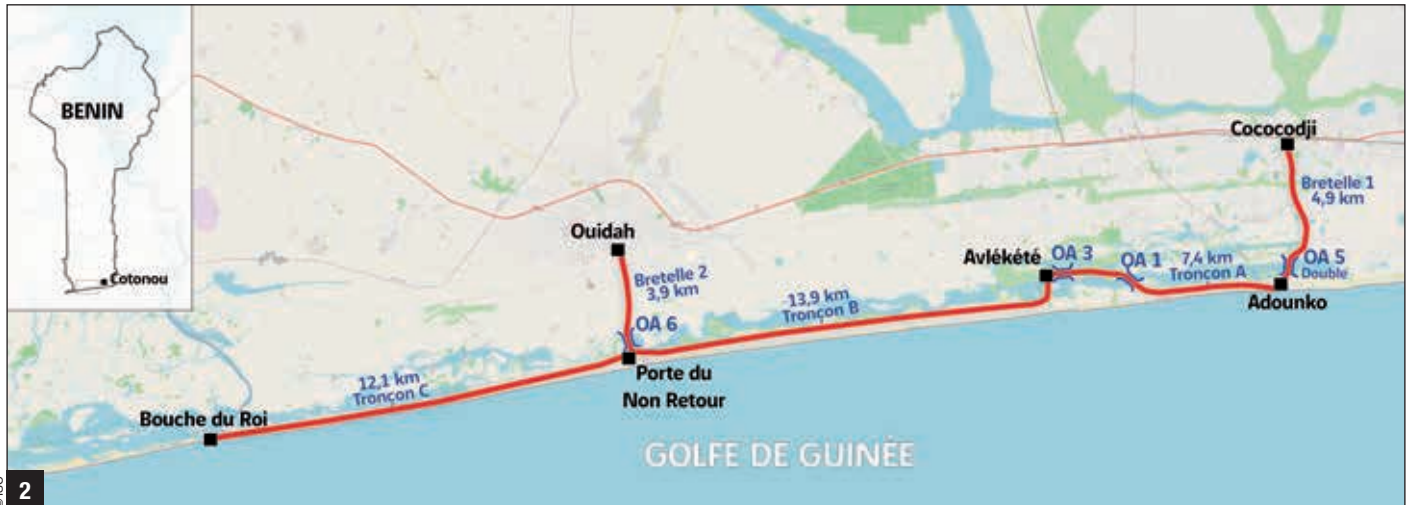 BENIN
Cotonou
Cococodji
Bretelle 1
4,9 km
Ouidah
Bretelle 2
3,9 km
Avlékété
OA 3
OA 1
7,4 km
Tronçon A
OA 5
Double
Adounko
13,9 km
Tronçon B
OA 6
Porte du
Non Retour
12,1 km
Tronçon C
Bouche du Roi
GOLFE DE GUINÉE
2